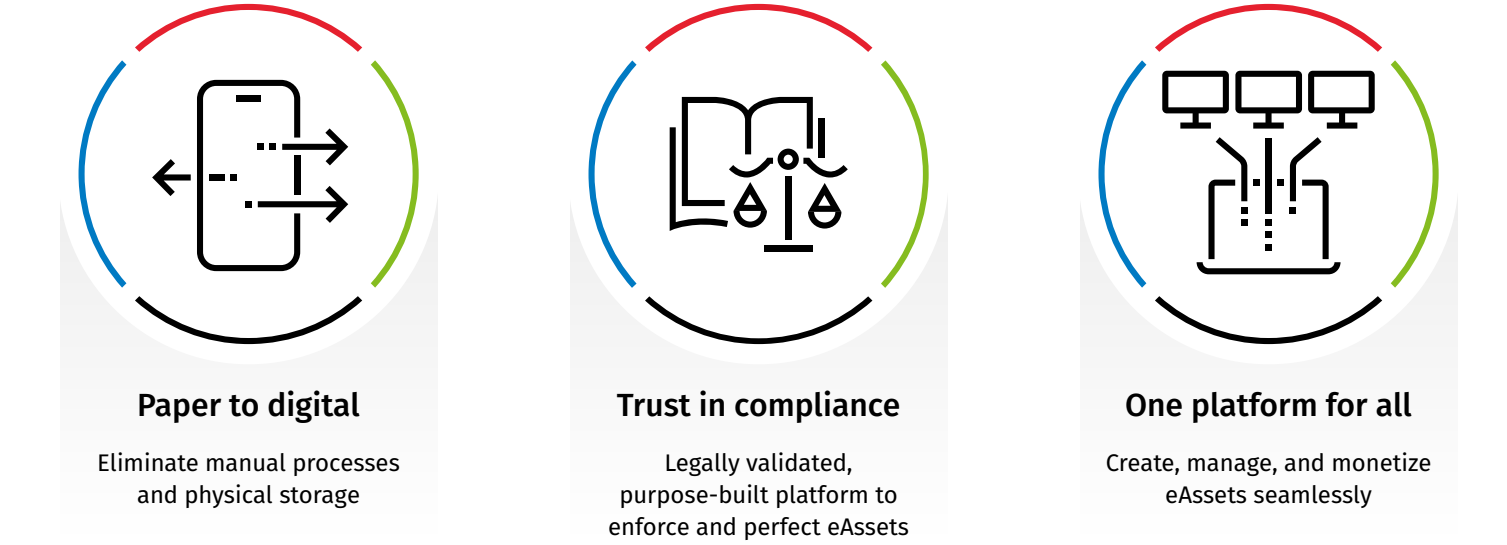 Paper to digital
Eliminate manual processes
and physical storage
Trust in compliance
Legally validated,
purpose-built platform to
enforce and perfect eAssets
One platform for all
Create, manage, and monetize
eAssets seamlessly